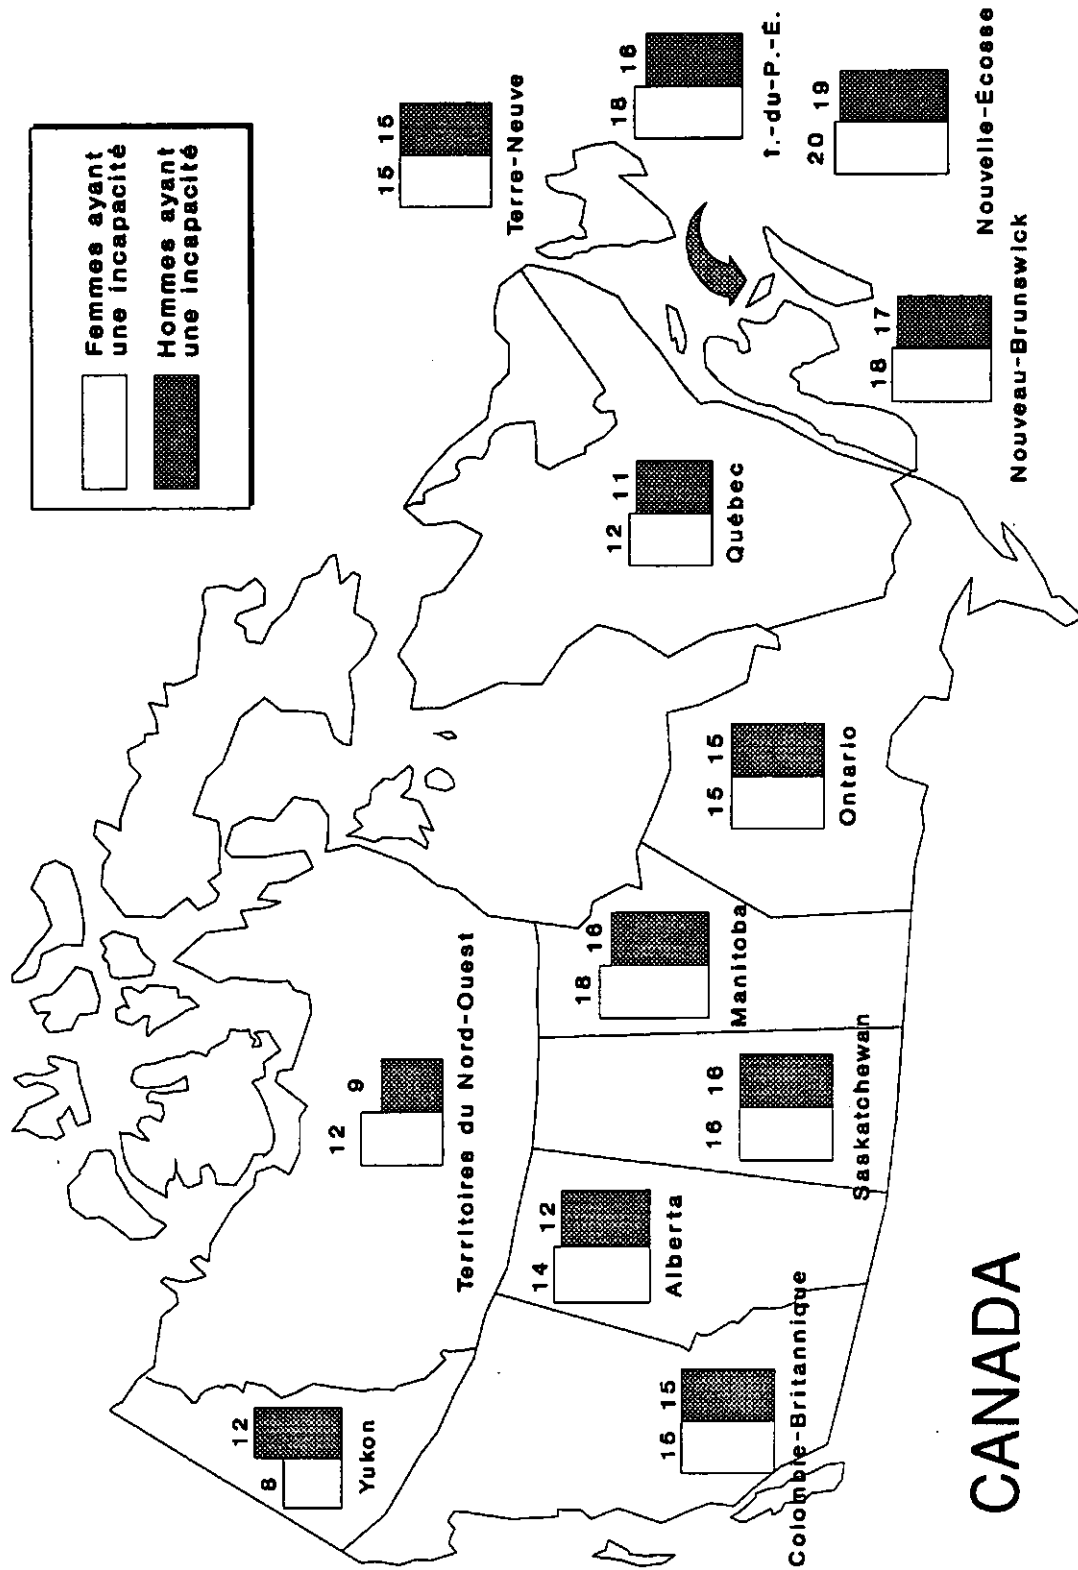 Femmes ayant
une incapacité
Hommes ayant
une incapacité
8 12
Yukon
12 9
Territoires du Nord-Ouest
15 15
Colombie-Britannique
14 12
Alberta
16 16
Saskatchewan
18 16
Manitoba
15 15
Ontario
12 11
Québec
15 15
Terre-Neuve
18 16
Î.-du-P.-É.
20 19
Nouvelle-Écosse
18 17
Nouveau-Brunswick
CANADA